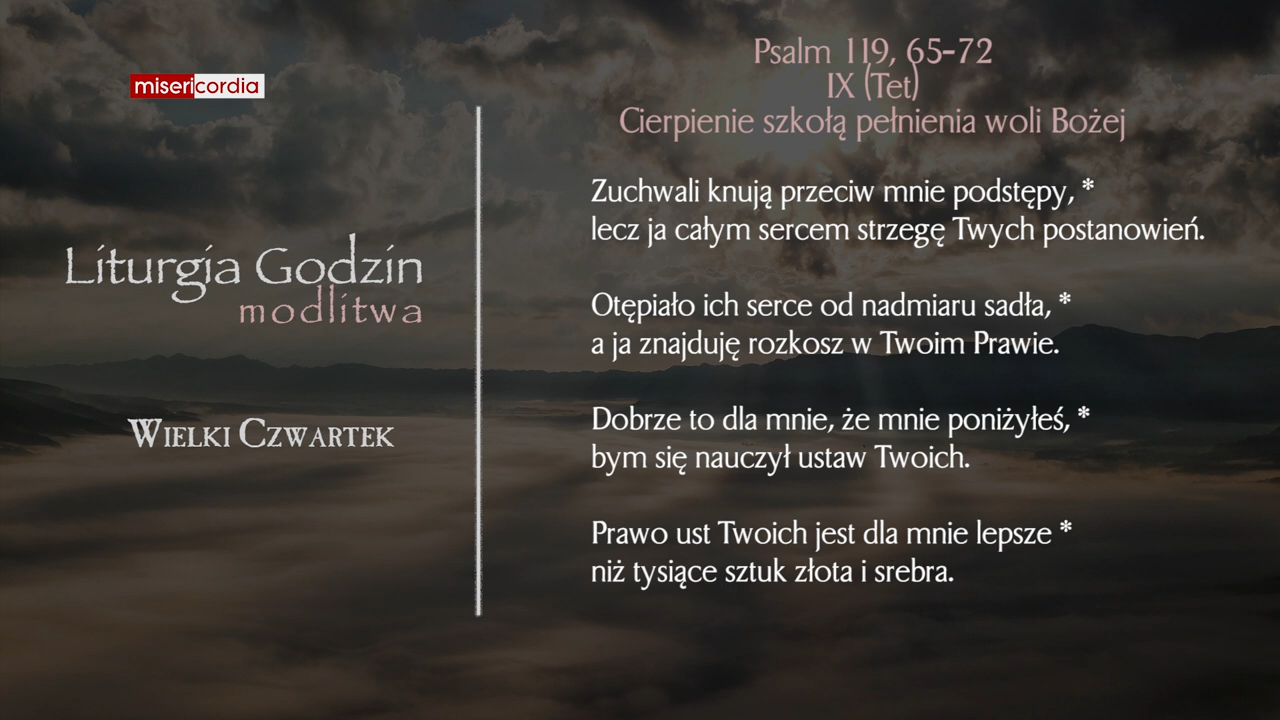 misericordia
Liturgia Godzin
modlitwa
Wielki Czwartek
Psalm 119, 65-72
IX (Tet)
Cierpienie szkołą pełnienia woli Bożej
Zuchwali knują przeciw mnie podstępy, *
lecz ja całym sercem strzegę Twych postanowień.
Otępiało ich serce od nadmiaru sadła, *
a ja znajduję rozkosz w Twoim Prawie.
Dobrze to dla mnie, że mnie poniżyłeś, *
bym się nauczył ustaw Twoich.
Prawo ust Twoich jest dla mnie lepsze *
niż tysiące sztuk złota i srebra.